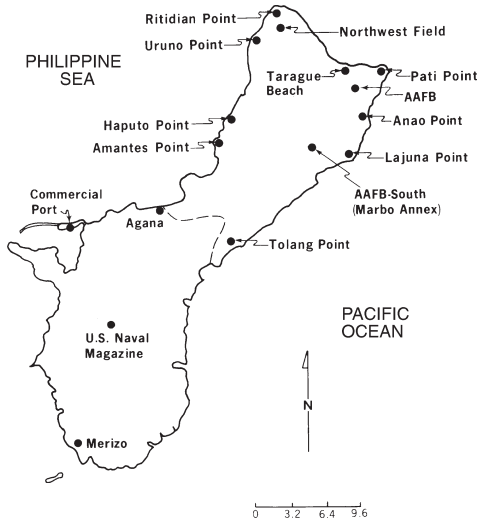 Ritidian Point
Northwest Field
Uruno Point
PHILIPPINE
SEA
Tarague
Beach
Pati Point
AAFB
Haputo Point
Anao Point
Amantes Point
Lajuna Point
Commercial
Port
AAFB-South
(Marbo Annex)
Agana
Tolang Point
PACIFIC
OCEAN
U.S. Naval
Magazine
N
Merizo
0 3.2 6.4 9.6